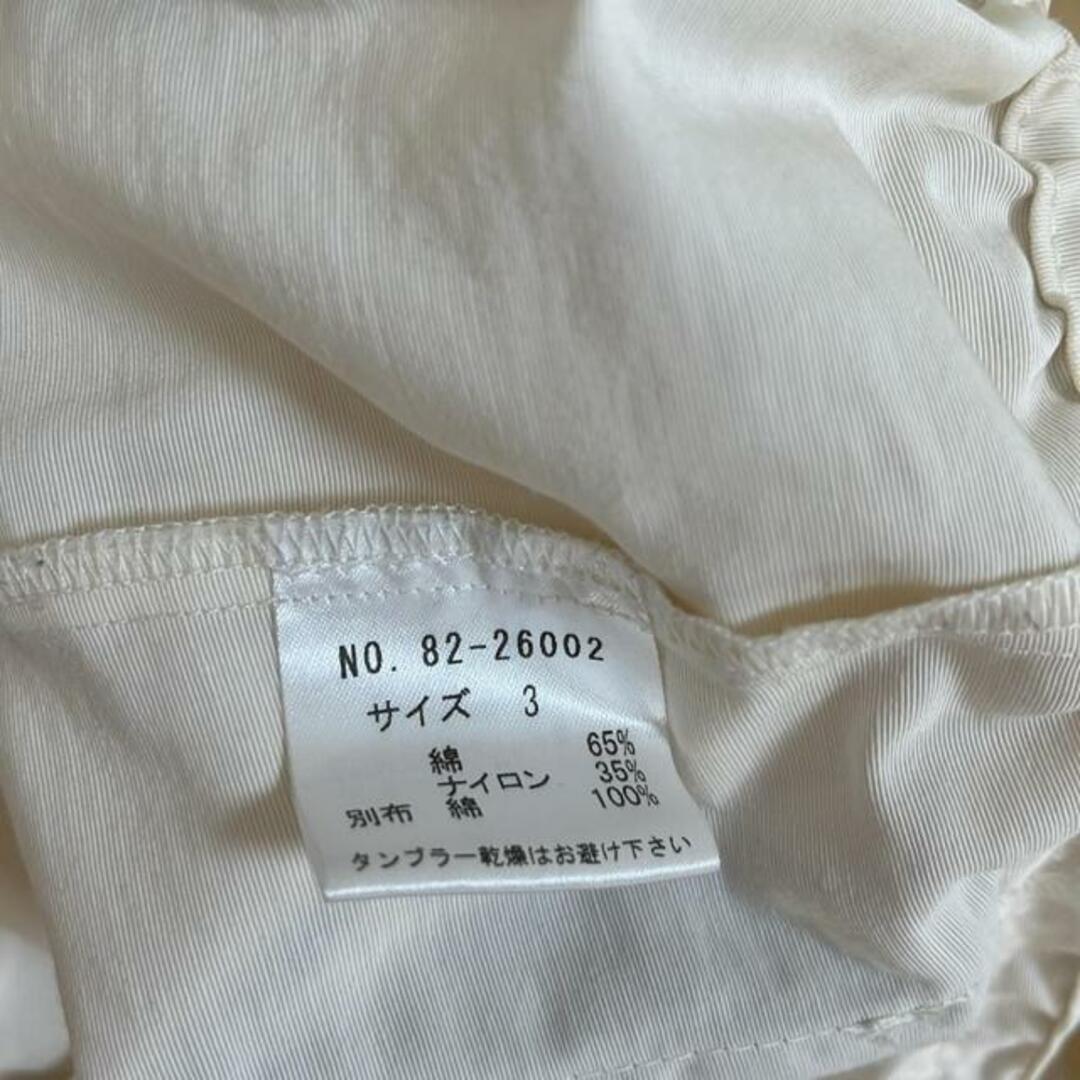 NO. 82-26002
サイズ 3
綿 65%
ナイロン 35%
別布 綿 100%
タンブラー乾燥はお避け下さい